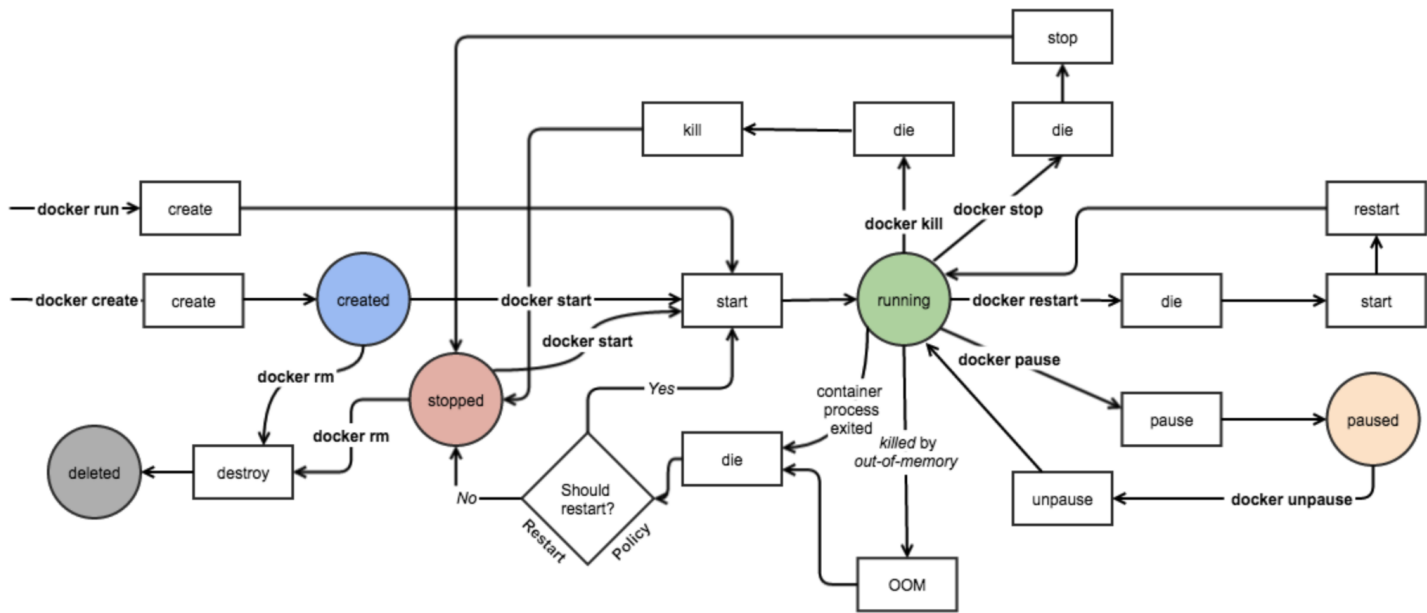 stop
kill
die
die
docker run
create
docker kill
docker stop
restart
docker create
create
created
docker start
start
running
docker restart
die
start
docker start
docker rm
docker pause
Yes
container
process
exited
stopped
pause
paused
docker rm
killed by
out-of-memory
deleted
destroy
die
Should
restart?
No
Restart
Policy
unpause
docker unpause
OOM